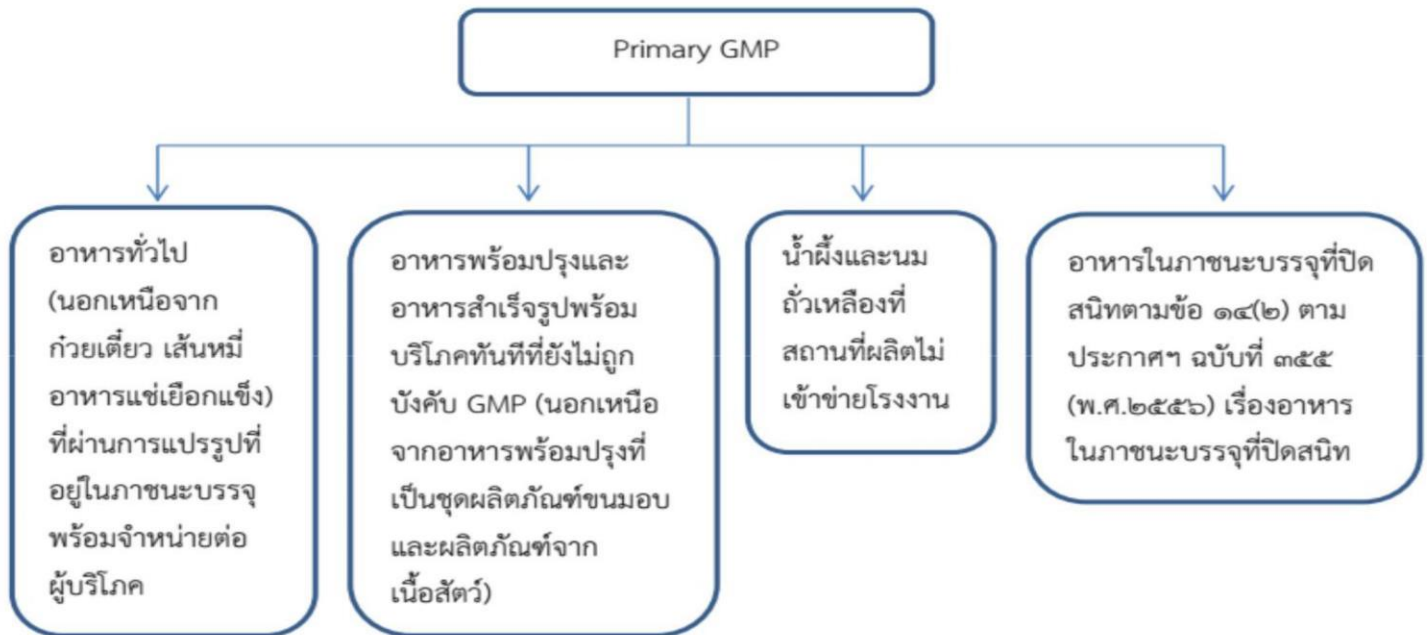 Primary GMP
อาหารทั่วไป
(นอกเหนือจาก
ก๋วยเตี๋ยว เส้นหมี่
อาหารแช่เยือกแข็ง)
ที่ผ่านการแปรรูปที่
อยู่ในภาชนะบรรจุ
พร้อมจำหน่ายต่อ
ผู้บริโภค
อาหารพร้อมปรุงและ
อาหารสำเร็จรูปพร้อม
บริโภคทันทีที่ยังไม่ถูก
บังคับ GMP (นอกเหนือ
จากอาหารพร้อมปรุงที่
เป็นชุดผลิตภัณฑ์ขนมอบ
และผลิตภัณฑ์จาก
เนื้อสัตว์)
น้ำผึ้งและนม
ถั่วเหลืองที่
สถานที่ผลิตไม่
เข้าข่ายโรงงาน
อาหารในภาชนะบรรจุที่ปิด
สนิทตามข้อ ๑๔(๒) ตาม
ประกาศฯ ฉบับที่ ๓๕๕
(พ.ศ.๒๕๕๖) เรื่องอาหาร
ในภาชนะบรรจุที่ปิดสนิท